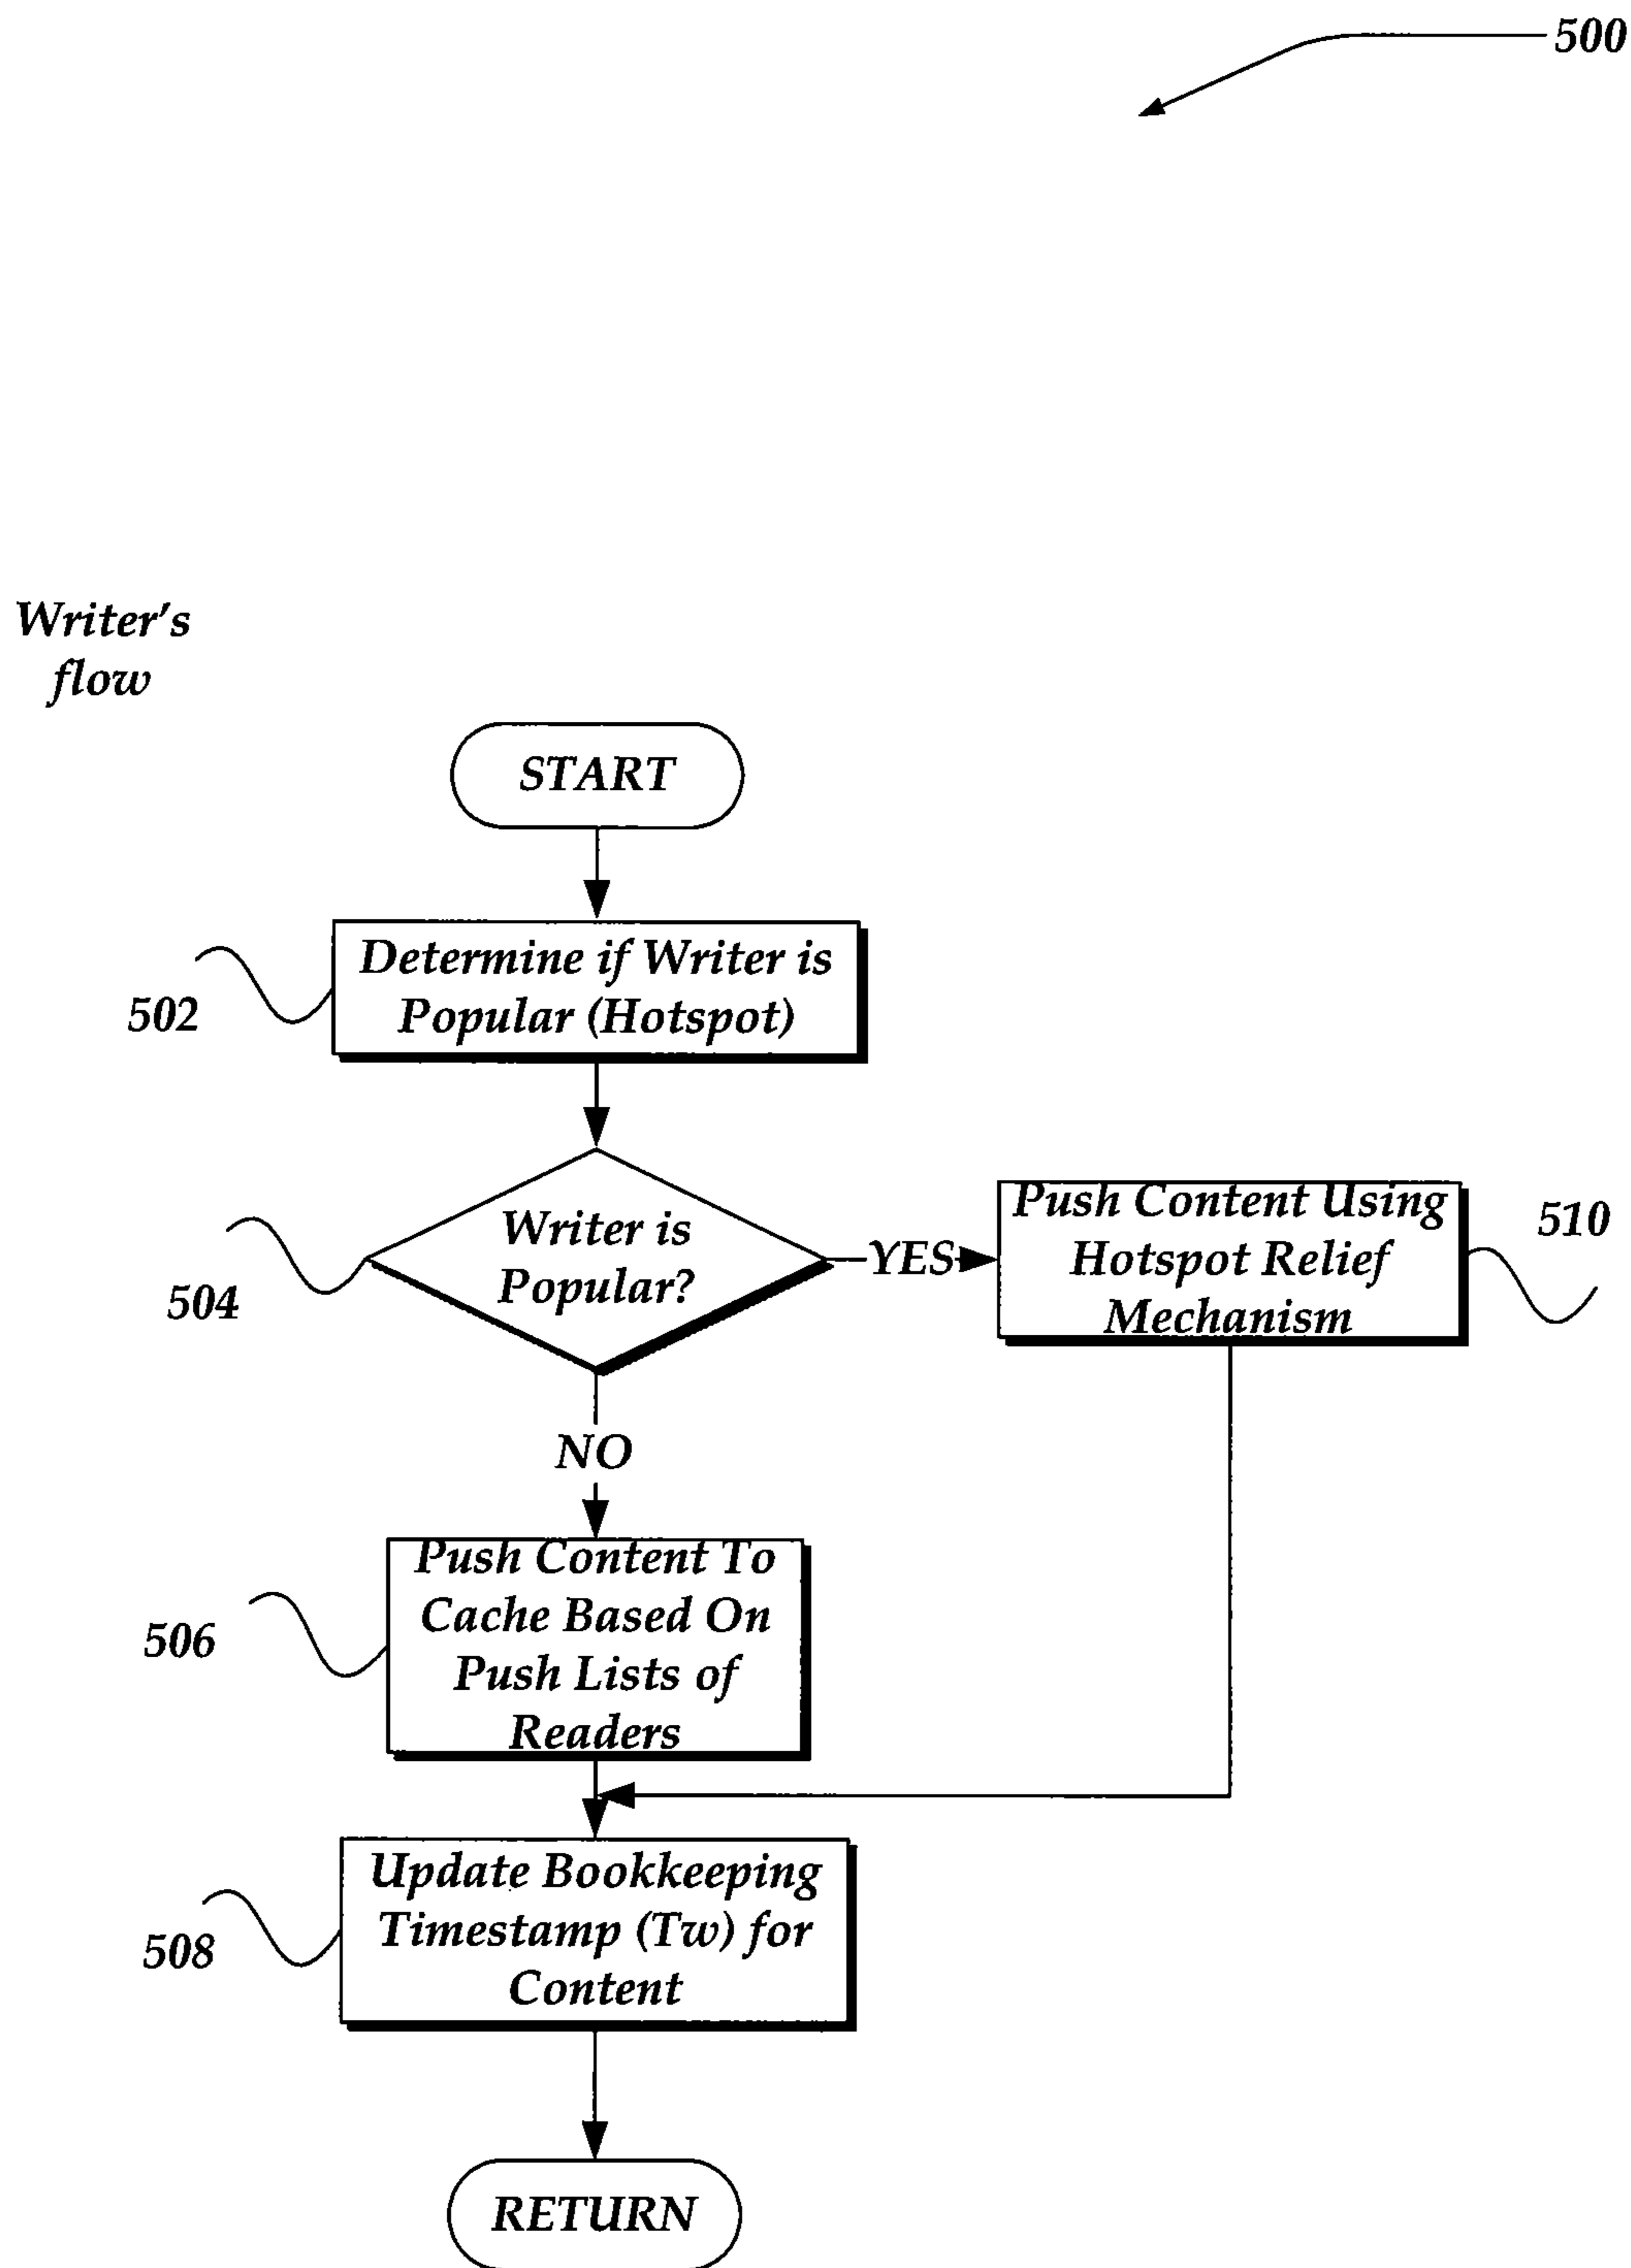 500
Writer's
flow
START
Determine if Writer is
Popular (Hotspot)
502
Writer is
Popular?
504
YES
Push Content Using
Hotspot Relief
Mechanism
510
NO
Push Content To
Cache Based On
Push Lists of
Readers
506
Update Bookkeeping
Timestamp (Tw) for
Content
508
RETURN